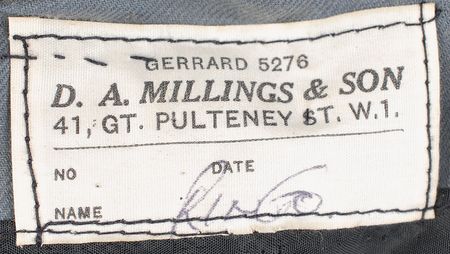 GERRARD 5276
D. A. MILLINGS & SON
41, GT. PULTENEY ST. W.1.
NO DATE
NAME RINGO